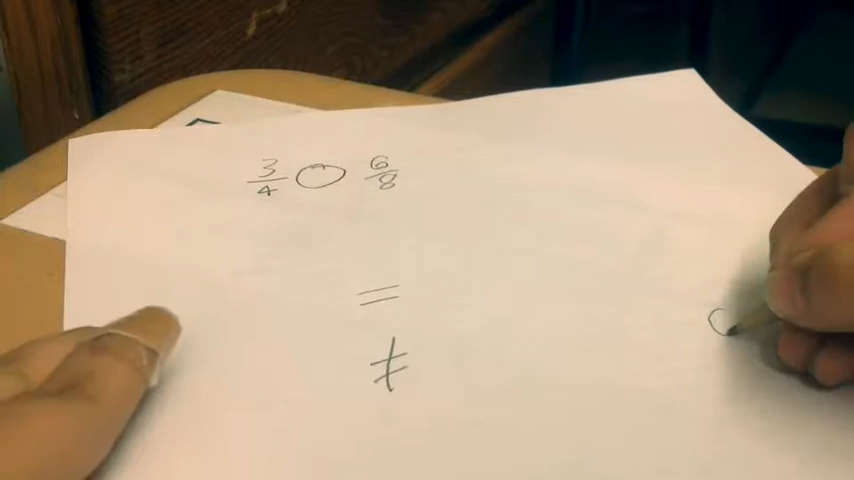 3/4 ○ 6/8
=
≠